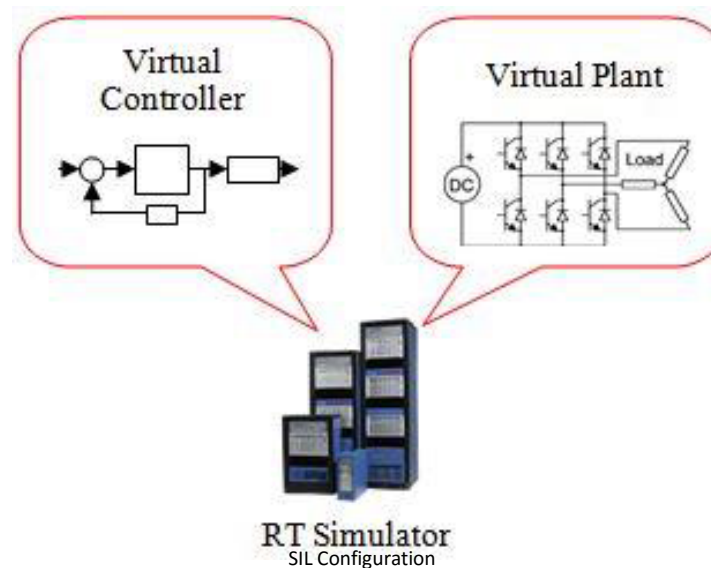 Virtual
Controller
Virtual Plant
+
DC
Load
RT Simulator
SIL Configuration